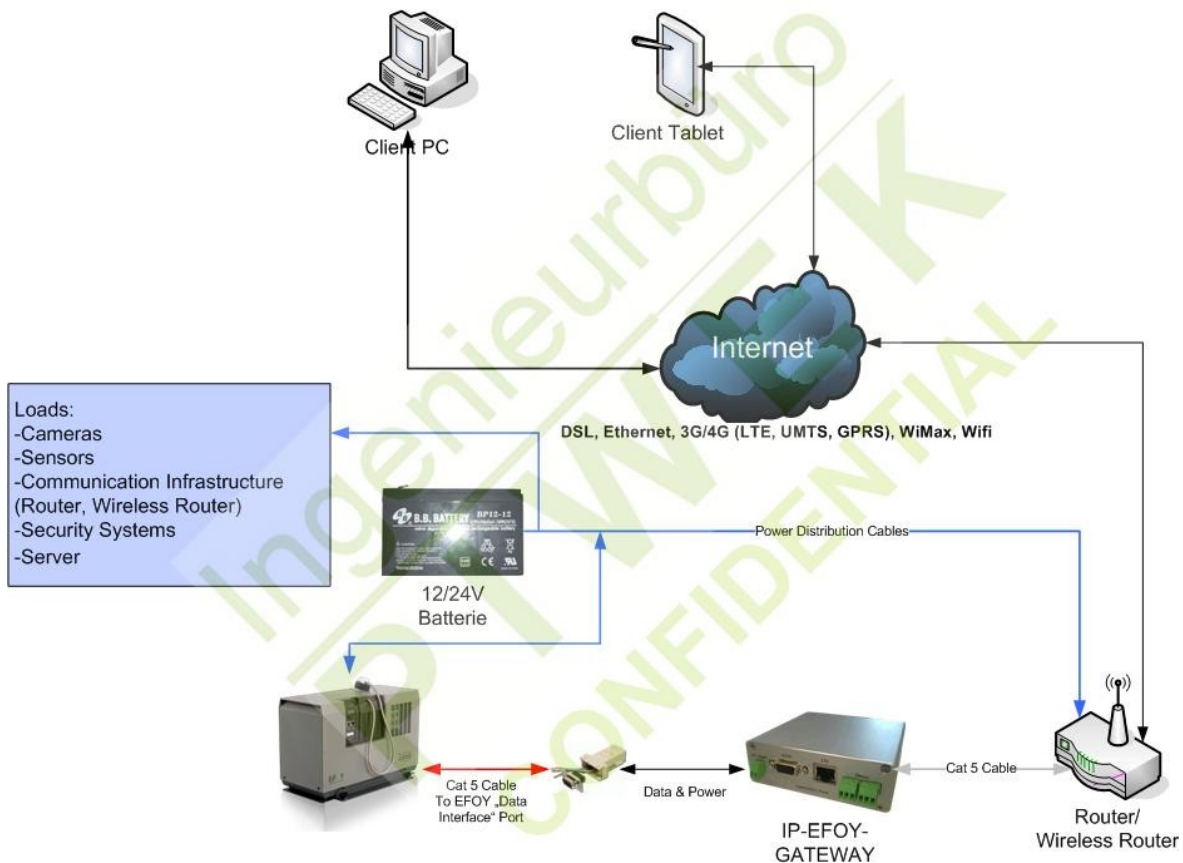 Client PC
Client Tablet
Internet
DSL, Ethernet, 3G/4G (LTE, UMTS, GPRS), WiMax, Wifi
Loads:
-Cameras
-Sensors
-Communication Infrastructure
(Router, Wireless Router)
-Security Systems
-Server
B.B. BATTERY BP12-12
12/24V
Batterie
Power Distribution Cables
Cat 5 Cable
To EFOY „Data
Interface“ Port
Data & Power
IP-EFOY-
GATEWAY
Cat 5 Cable
Router/
Wireless Router
Ingenieurbüro
CONFIDENTIAL